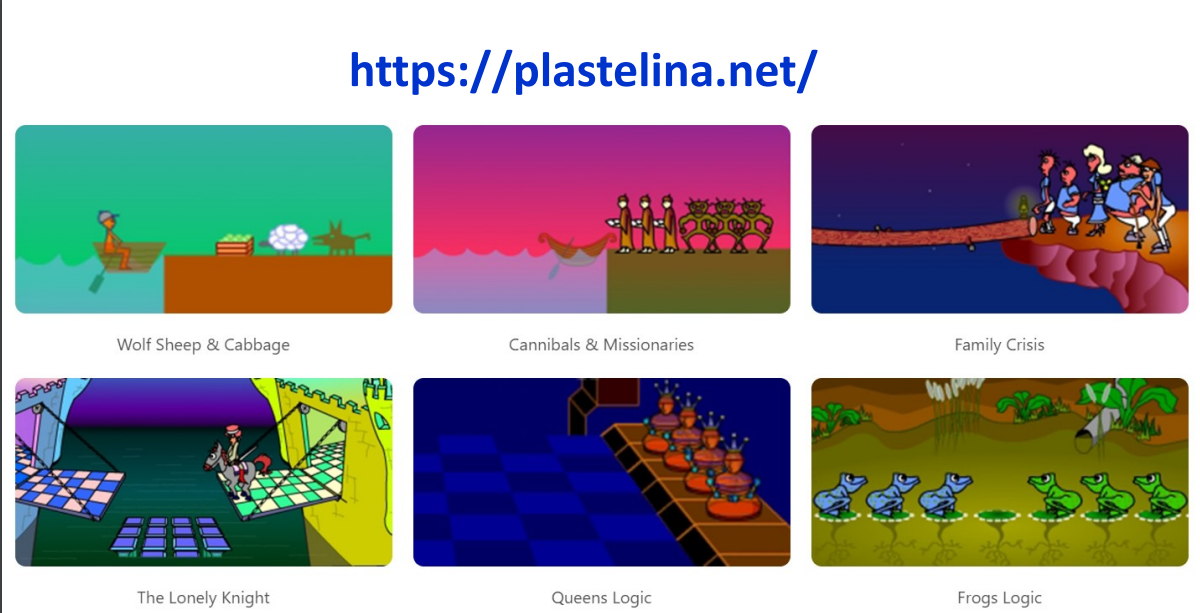 https://plastelina.net/
Wolf Sheep & Cabbage
Cannibals & Missionaries
Family Crisis
The Lonely Knight
Queens Logic
Frogs Logic